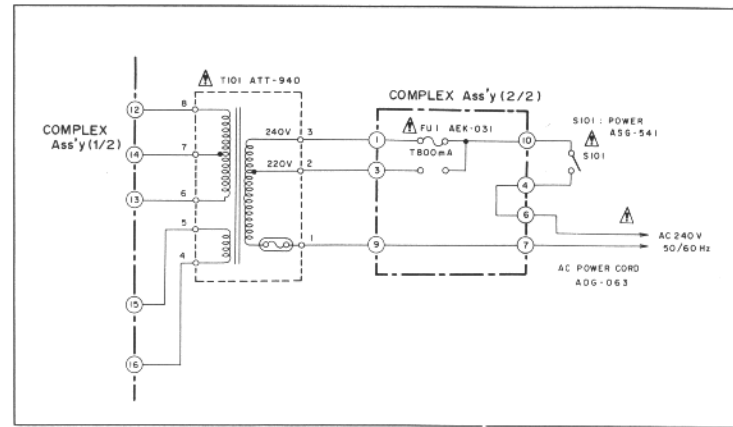 T101 ATT-940
COMPLEX Ass'y (2/2)
COMPLEX
Ass'y (1/2)
12
14
13
15
16
8
7
6
5
4
240V
3
220V
2
1
1
3
9
FU1 AEK-031
T800mA
10
4
6
7
S101 : POWER
ASG-541
S101
AC 240V
50/60 Hz
AC POWER CORD
ADG-063